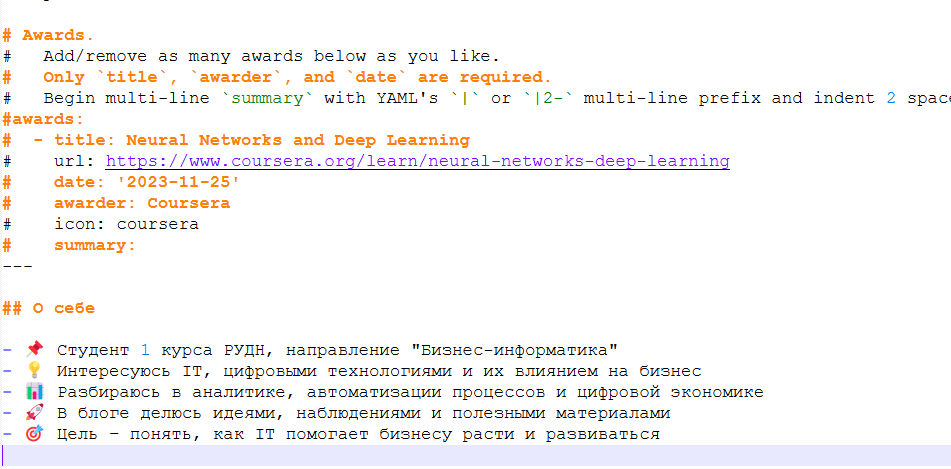 # Awards.
#   Add/remove as many awards below as you like.
#   Only `title`, `awarder`, and `date` are required.
#   Begin multi-line `summary` with YAML's `|` or `|2-` multi-line prefix and indent 2
#awards:
#  - title: Neural Networks and Deep Learning
#    url: https://www.coursera.org/learn/neural-networks-deep-learning
#    date: '2023-11-25'
#    awarder: Coursera
#    icon: coursera
#    summary:
---
## О себе
- 📌 Студент 1 курса РУДН, направление "Бизнес-информатика"
- 💡 Интересуюсь IT, цифровыми технологиями и их влиянием на бизнес
- 📊 Разбираюсь в аналитике, автоматизации процессов и цифровой экономике
- 🚀 В блоге делюсь идеями, наблюдениями и полезными материалами
- 🎯 Цель – понять, как IT помогает бизнесу расти и развиваться